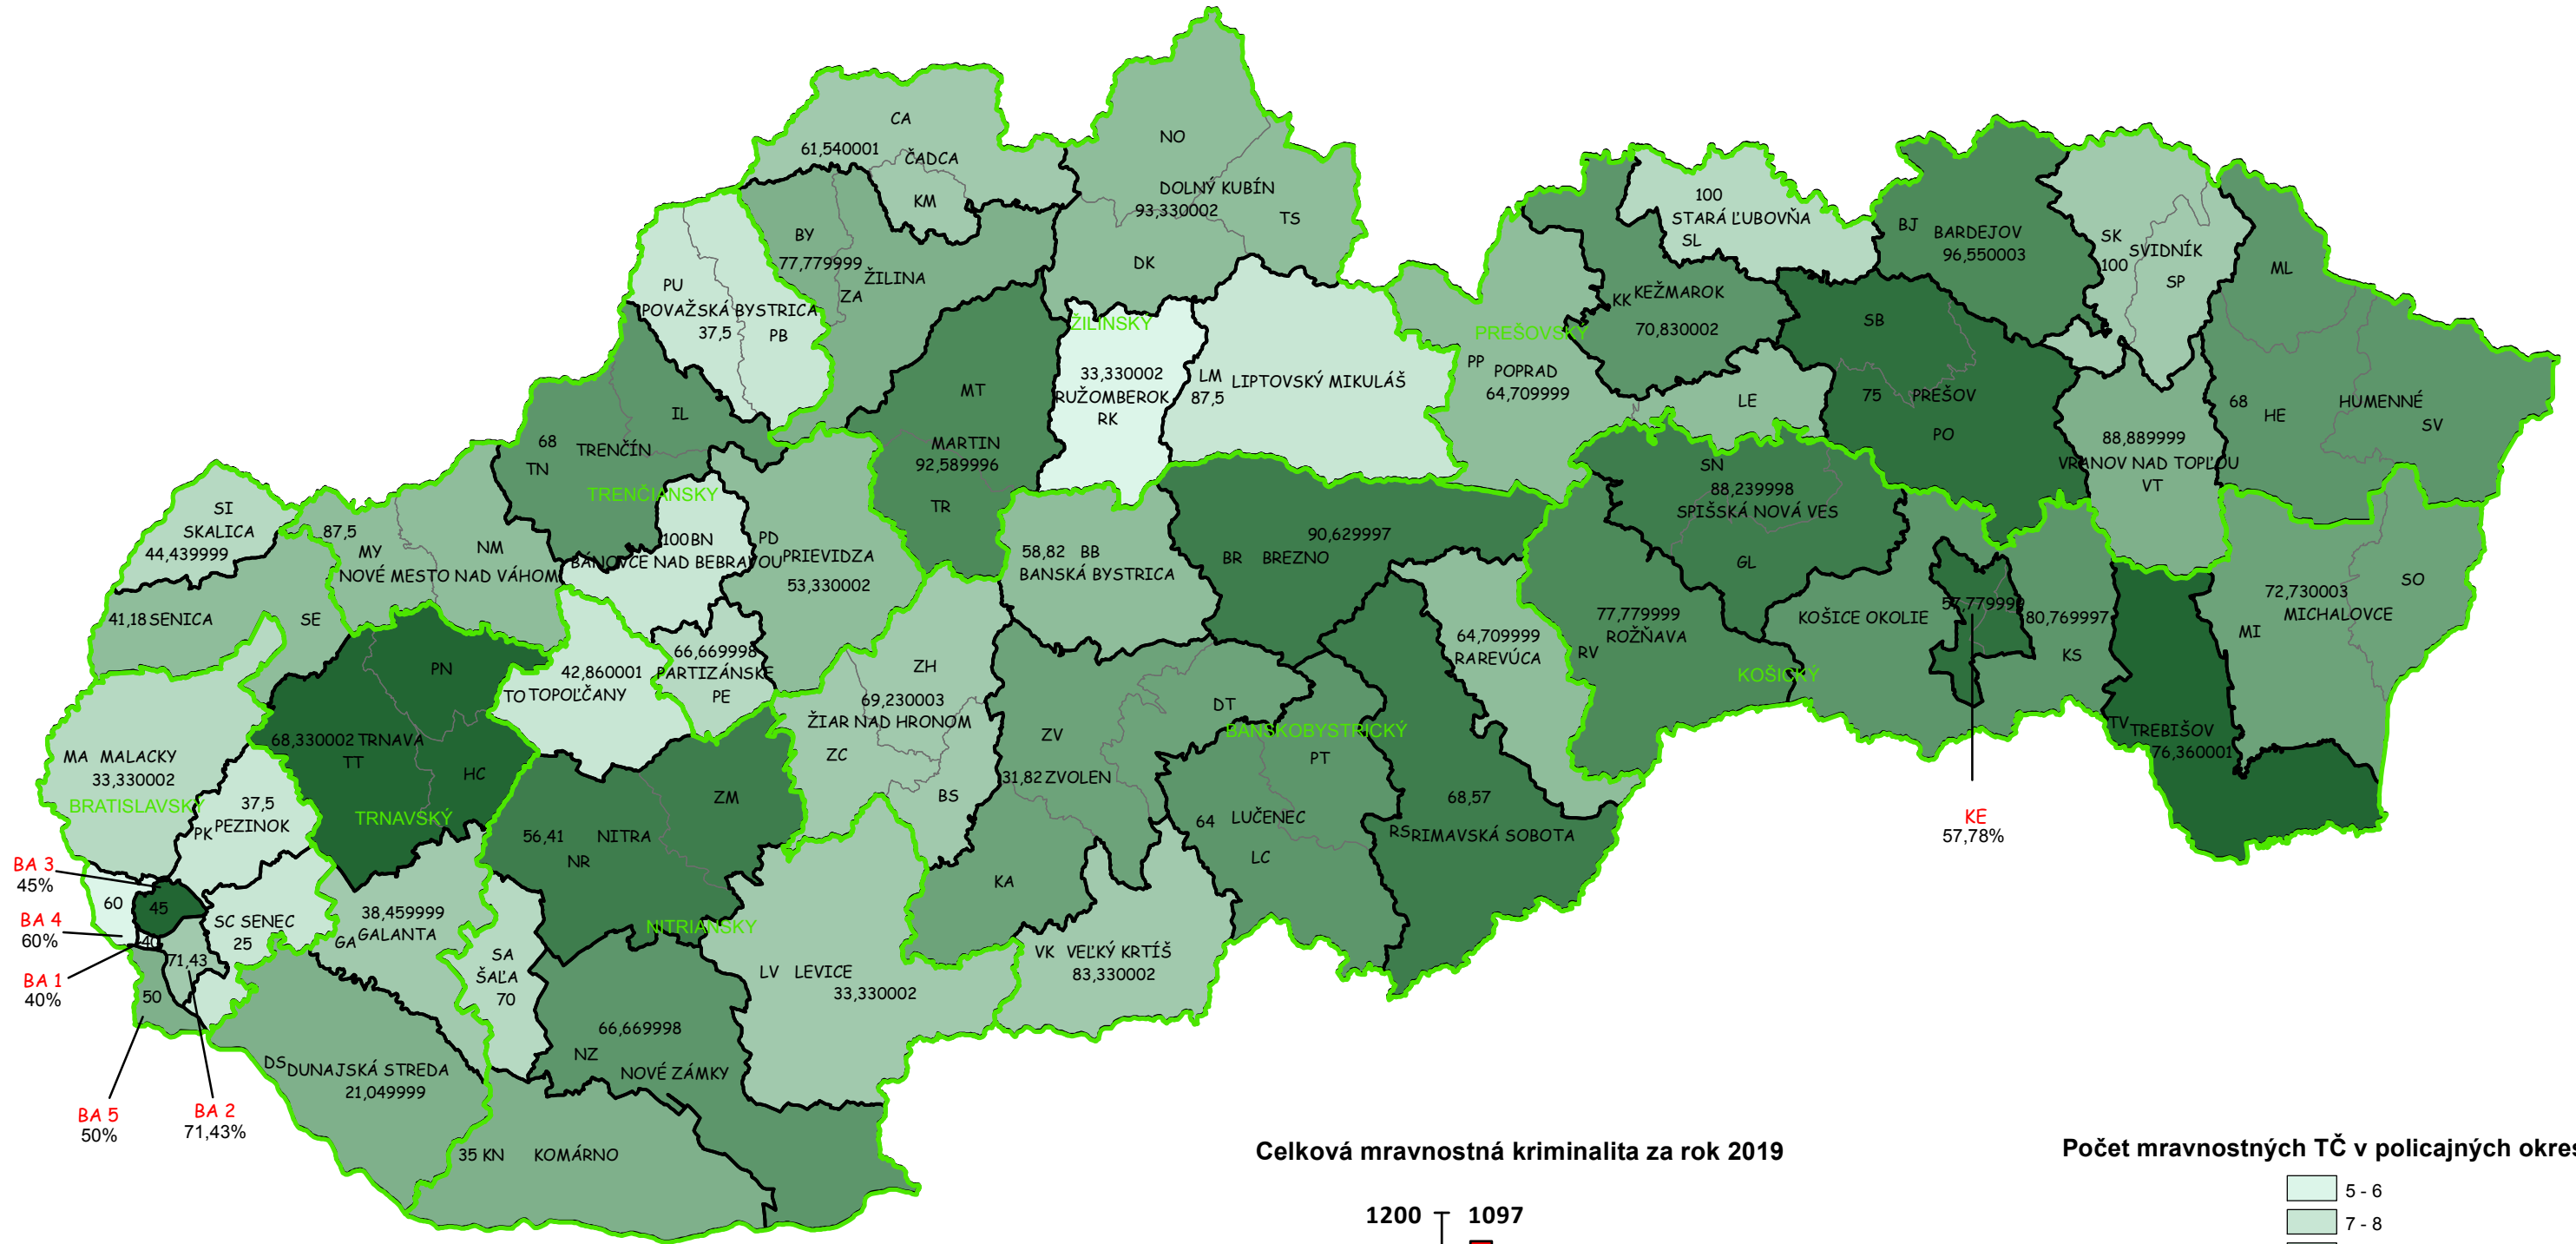 CA
61,540001
ČADCA
KM
NO
DOLNÝ KUBÍN
93,330002
TS
DK
BY
77,779999
ŽILINA
ZA
PU
POVAŽSKÁ BYSTRICA
37,5
PB
100
STARÁ ĽUBOVŇA
SL
BJ
BARDEJOV
96,550003
SK
SVIDNÍK
100
SP
ML
KK KEŽMAROK
70,830002
SB
ŽILINSKÝ
PREŠOVSKÝ
MT
33,330002
RUŽOMBEROK
RK
LM
LIPTOVSKÝ MIKULÁŠ
87,5
PP
POPRAD
64,709999
LE
75
PREŠOV
PO
68
HE
HUMENNÉ
SV
88,889999
VRANOV NAD TOPĽOU
VT
IL
68
TRENČÍN
TN
TRENČIANSKY
MARTIN
92,589996
TR
SN
88,239998
SPIŠSKÁ NOVÁ VES
GL
SI
SKALICA
44,439999
87,5
MY
NM
NOVÉ MESTO NAD VÁHOM
100 BN
BÁNOVCE NAD BEBRAVOU
PD
PRIEVIDZA
53,330002
58,82 BB
BANSKÁ BYSTRICA
90,629997
BR BREZNO
41,18 SENICA
SE
PN
42,860001
TO TOPOĽČANY
66,669998
PARTIZÁNSKE
PE
ZH
69,230003
ŽIAR NAD HRONOM
ZC
BS
64,709999
RA REVÚCA
77,779999
ROŽŇAVA
RV
KOŠICE OKOLIE
57,779999
80,769997
KS
KOŠICKÝ
72,730003
MICHALOVCE
MI
SO
TV
TREBIŠOV
76,360001
MA MALACKY
33,330002
BRATISLAVSKÝ
68,330002 TRNAVA
TT
HC
TRNAVSKÝ
37,5
PEZINOK
PK
ZM
56,41 NITRA
NR
NITRIANSKY
ZV
31,82 ZVOLEN
DT
BANSKOBYSTRICKÝ
PT
64 LUČENEC
LC
68,57
RS RIMAVSKÁ SOBOTA
KE
57,78%
BA 3
45%
60
45
BA 4
60%
40
BA 1
40%
SC SENEC
25
71,43
50
38,459999
GALANTA
GA
SA
ŠAĽA
70
KA
VK VEĽKÝ KRTÍŠ
83,330002
LV LEVICE
33,330002
66,669998
NZ
NOVÉ ZÁMKY
DS DUNAJSKÁ STREDA
21,049999
BA 5
50%
BA 2
71,43%
35 KN KOMÁRNO
Celková mravnostná kriminalita za rok 2019
1200
1097
Počet mravnostných TČ v policajných okres
5 - 6
7 - 8